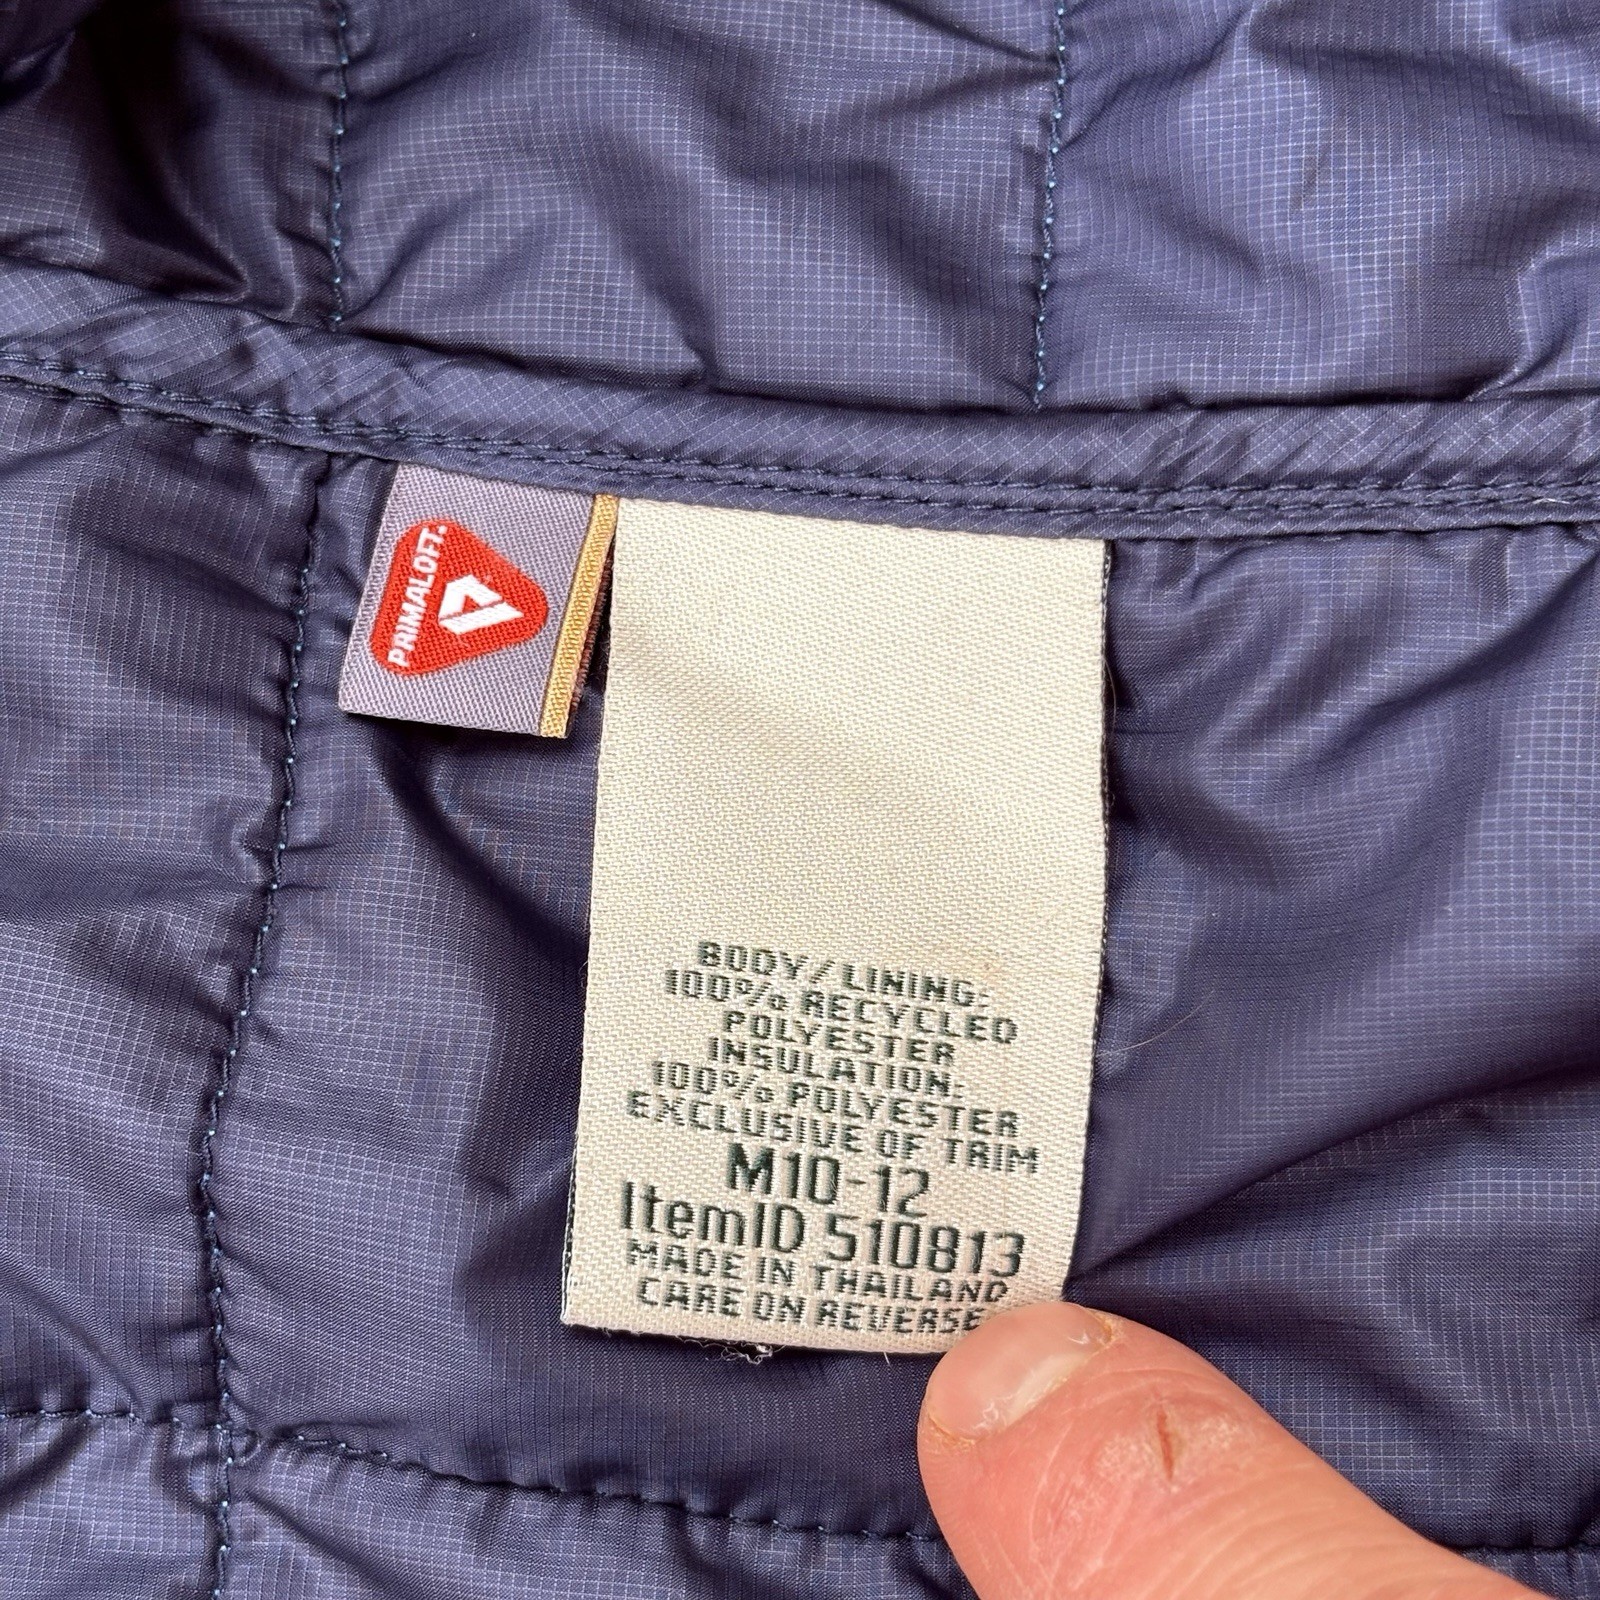 PRIMALOFT.
BODY/LINING:
100% RECYCLED
POLYESTER
INSULATION:
100% POLYESTER
EXCLUSIVE OF TRIM
M10-12
ItemID 510813
MADE IN THAILAND
CARE ON REVERSE